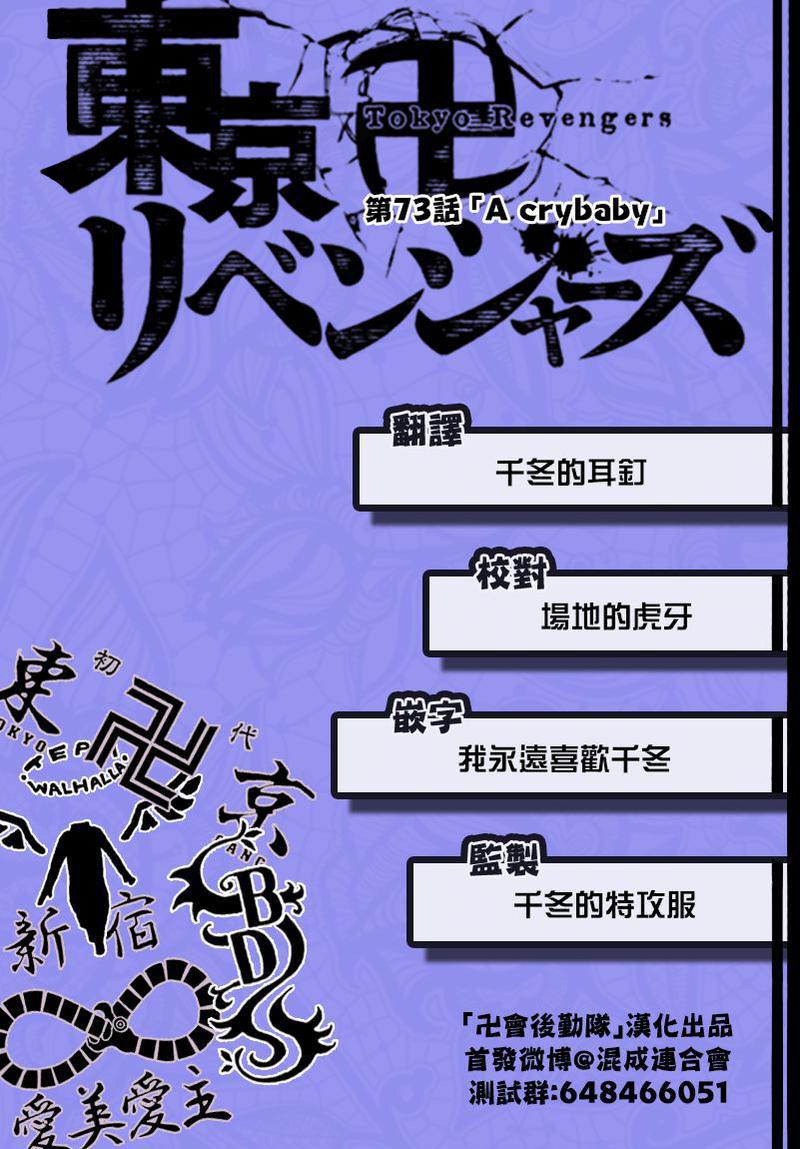 東京卍
Tokyo Revengers
第73話「A crybaby」
リベンジャーズ
翻譯
千冬的耳釘
校對
場地的虎牙
嵌字
我永遠喜歡千冬
監製
千冬的特攻服
「卍會後勤隊」漢化出品
首發微博@混成連合會
測試群:648466051
東
初
代
卍
TOKYO
WALHALLA
京
BD
新宿
愛美愛主